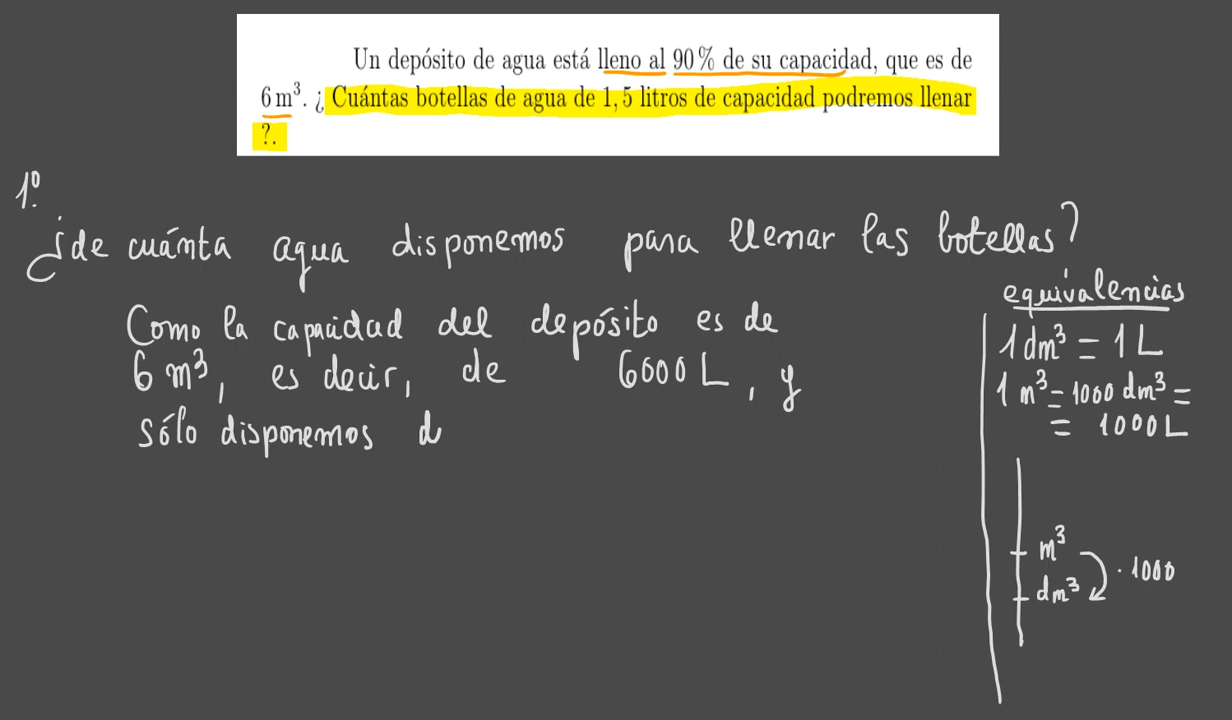 Un depósito de agua está lleno al 90 % de su capacidad, que es de
6 m³. ¿ Cuántas botellas de agua de 1, 5 litros de capacidad podremos llenar
?.
1º.
¿de cuánta agua disponemos para llenar las botellas?
Como la capacidad del depósito es de
6 m³, es decir, de 6000 L, y
sólo disponemos d
equivalencias
1 dm³ = 1 L
1 m³ = 1000 dm³ =
= 1000 L
m³
dm³
· 1000